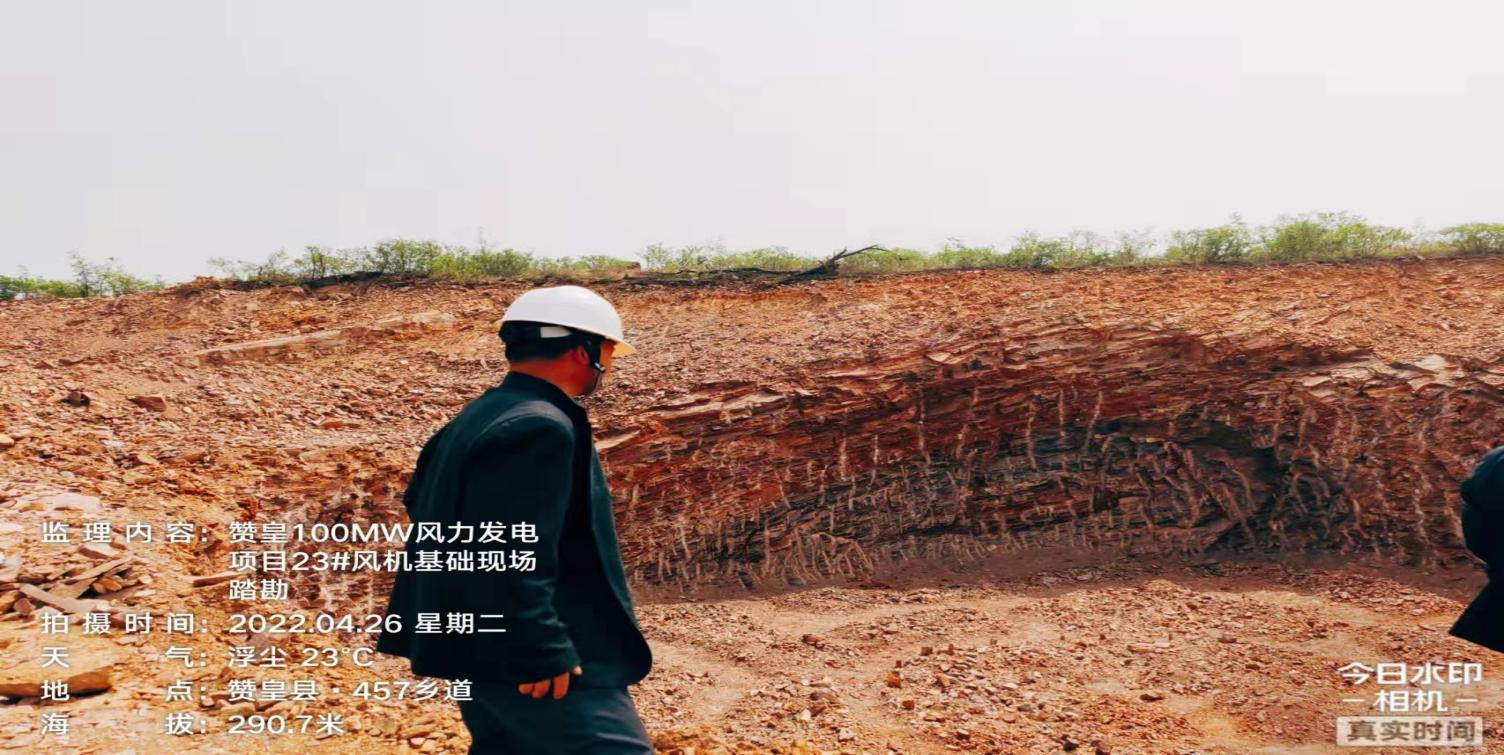 监理内容：赞皇100MW风力发电
项目23#风机基础现场
踏勘
拍摄时间：2022.04.26 星期二
天气：浮尘 23℃
地点：赞皇县·457乡道
海拔：290.7米
今日水印
相机
真实时间